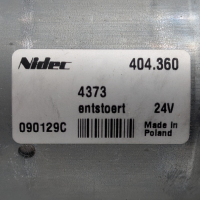 Nidec 404.360
4373
entstoert 24V
090129C Made in
Poland